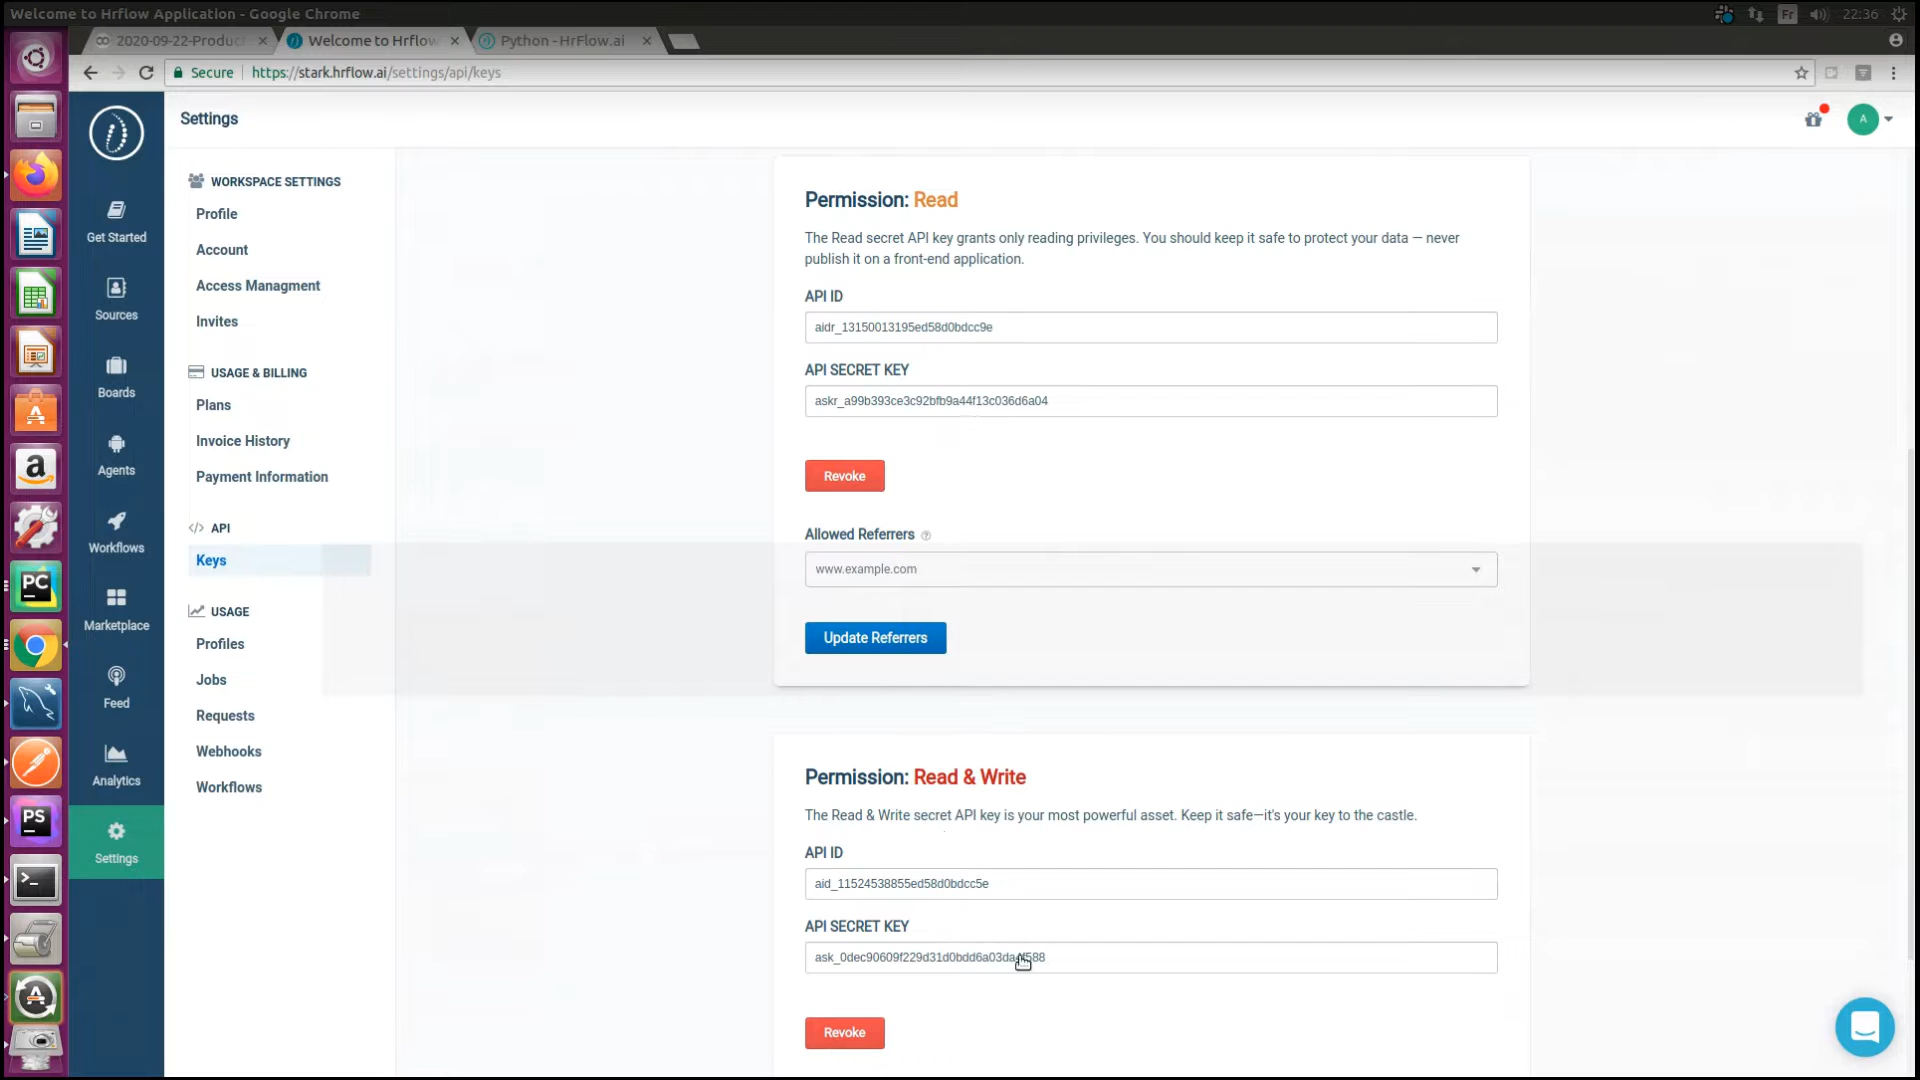 Welcome to Hrflow Application - Google Chrome
Fr
22:36
2020-09-22-Product
Welcome to Hrflow
Python - HrFlow.ai
Secure
https://stark.hrflow.ai/settings/api/keys
Settings
A
Get Started
Sources
Boards
Agents
Workflows
Marketplace
Feed
Analytics
Settings
WORKSPACE SETTINGS
Profile
Account
Access Managment
Invites
USAGE & BILLING
Plans
Invoice History
Payment Information
</> API
Keys
USAGE
Profiles
Jobs
Requests
Webhooks
Workflows
Permission: Read
The Read secret API key grants only reading privileges. You should keep it safe to protect your data — never
publish it on a front-end application.
API ID
aidr_13150013195ed58d0bdcc9e
API SECRET KEY
askr_a99b393ce3c92bfb9a44f13c036d6a04
Revoke
Allowed Referrers ?
www.example.com
Update Referrers
Permission: Read & Write
The Read & Write secret API key is your most powerful asset. Keep it safe—it's your key to the castle.
API ID
aid_11524538855ed58d0bdcc5e
API SECRET KEY
Revoke
a
PC
PS
>_